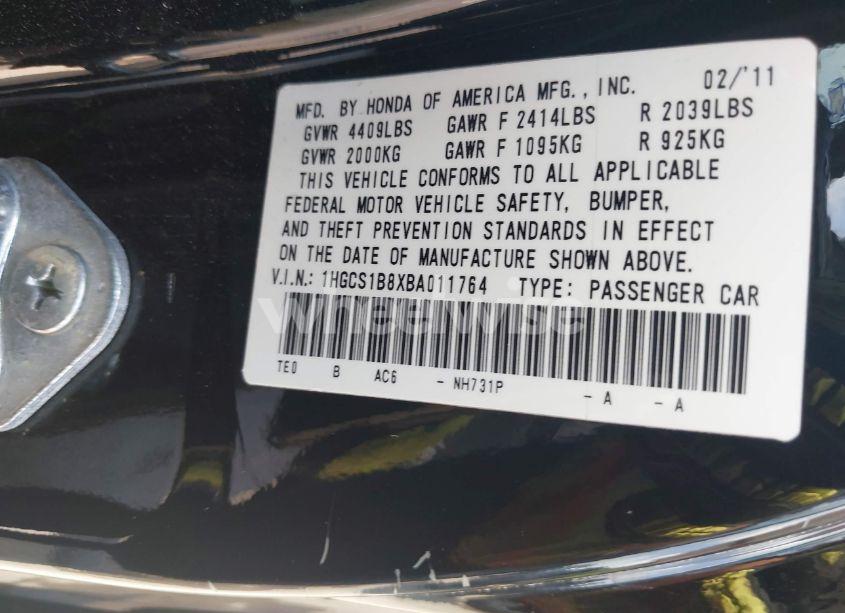 MFD. BY HONDA OF AMERICA MFG., INC. 02/'11
GVWR 4409LBS GAWR F 2414LBS R 2039LBS
GVWR 2000KG GAWR F 1095KG R 925KG
THIS VEHICLE CONFORMS TO ALL APPLICABLE
FEDERAL MOTOR VEHICLE SAFETY, BUMPER,
AND THEFT PREVENTION STANDARDS IN EFFECT
ON THE DATE OF MANUFACTURE SHOWN ABOVE.
V.I.N.: 1HGCS1B8XBA011764 TYPE: PASSENGER CAR
wheelwise
TE0 B AC6 - NH731P - A - A